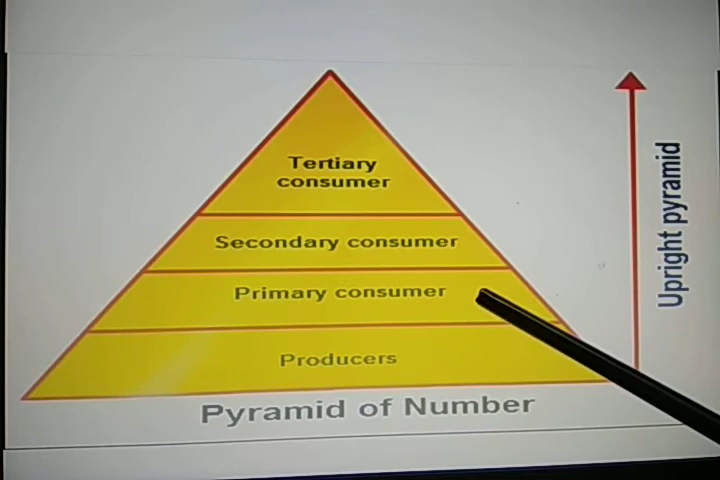 Tertiary
consumer
Secondary consumer
Primary consumer
Producers
Pyramid of Number
Upright pyramid